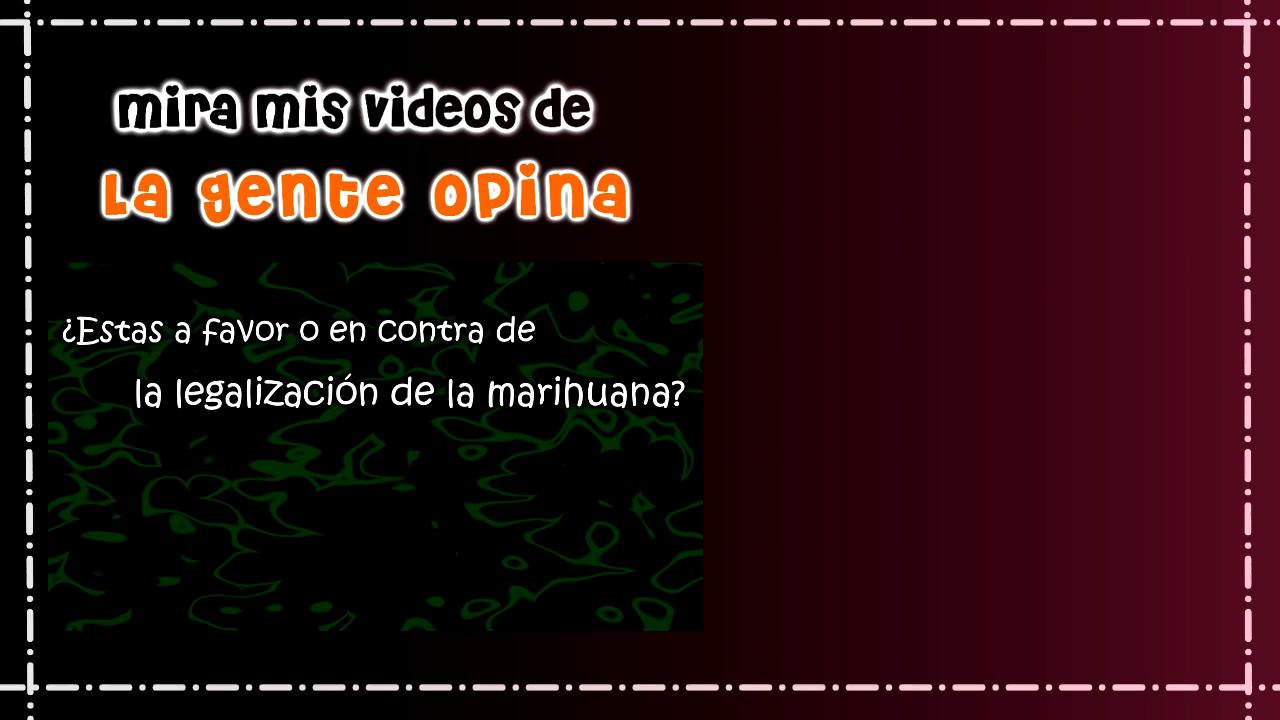 mira mis videos de
La gente opina
¿Estas a favor o en contra de
la legalización de la marihuana?